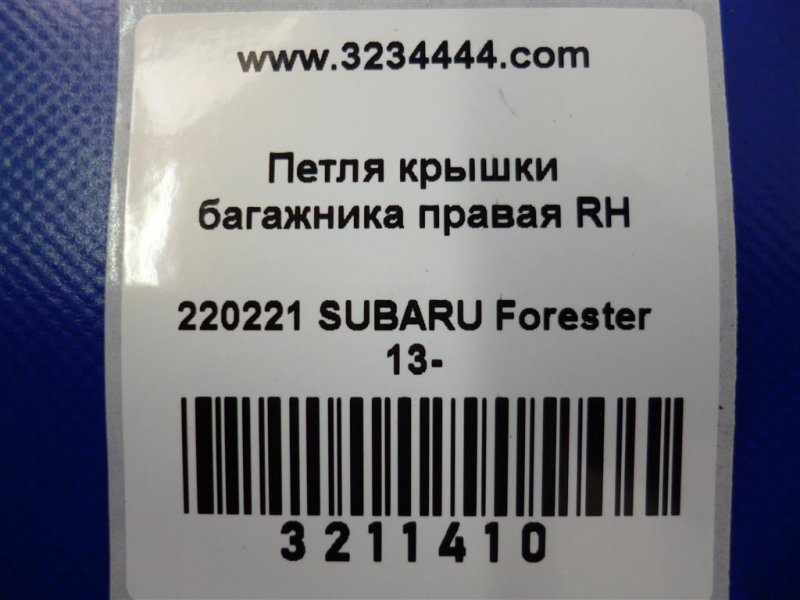 www.3234444.com
Петля крышки
багажника правая RH
220221 SUBARU Forester
13-
3211410